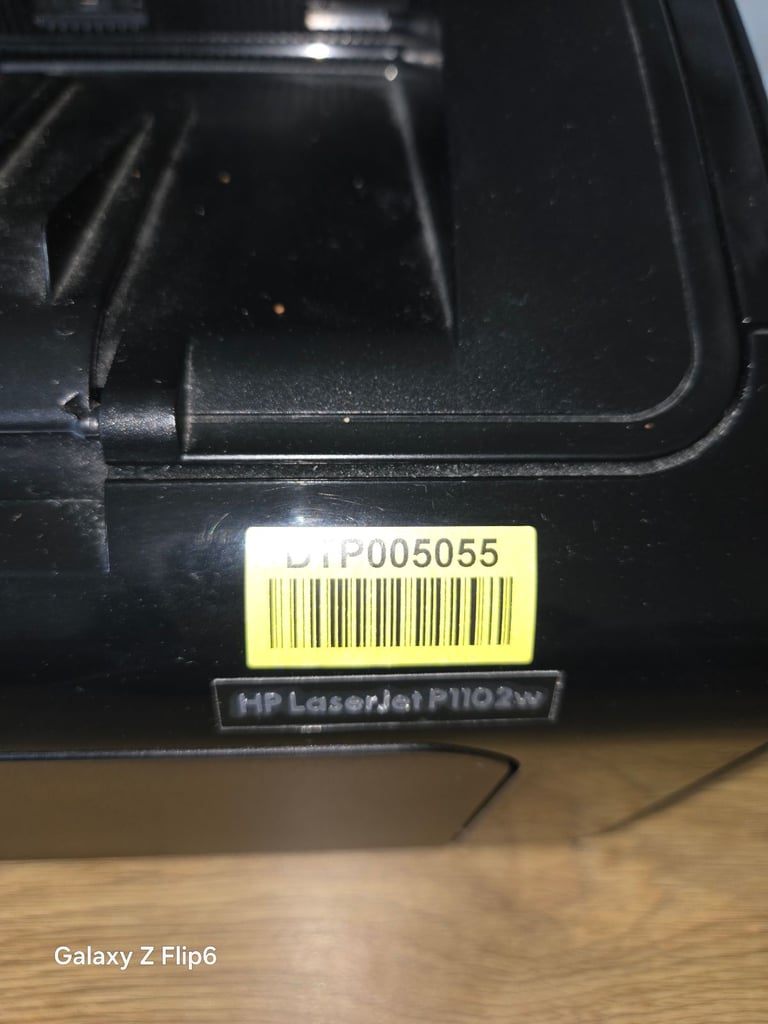 DTP005055
HP LaserJet P1102w
Galaxy Z Flip6